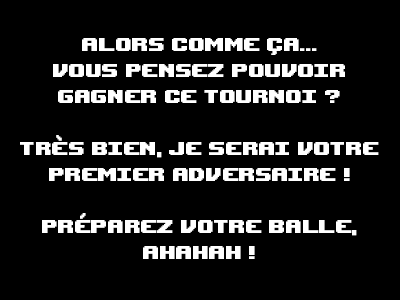 ALORS COMME ÇA...
VOUS PENSEZ POUVOIR
GAGNER CE TOURNOI ?
TRÈS BIEN, JE SERAI VOTRE
PREMIER ADVERSAIRE !
PRÉPAREZ VOTRE BALLE,
AHAHAH !